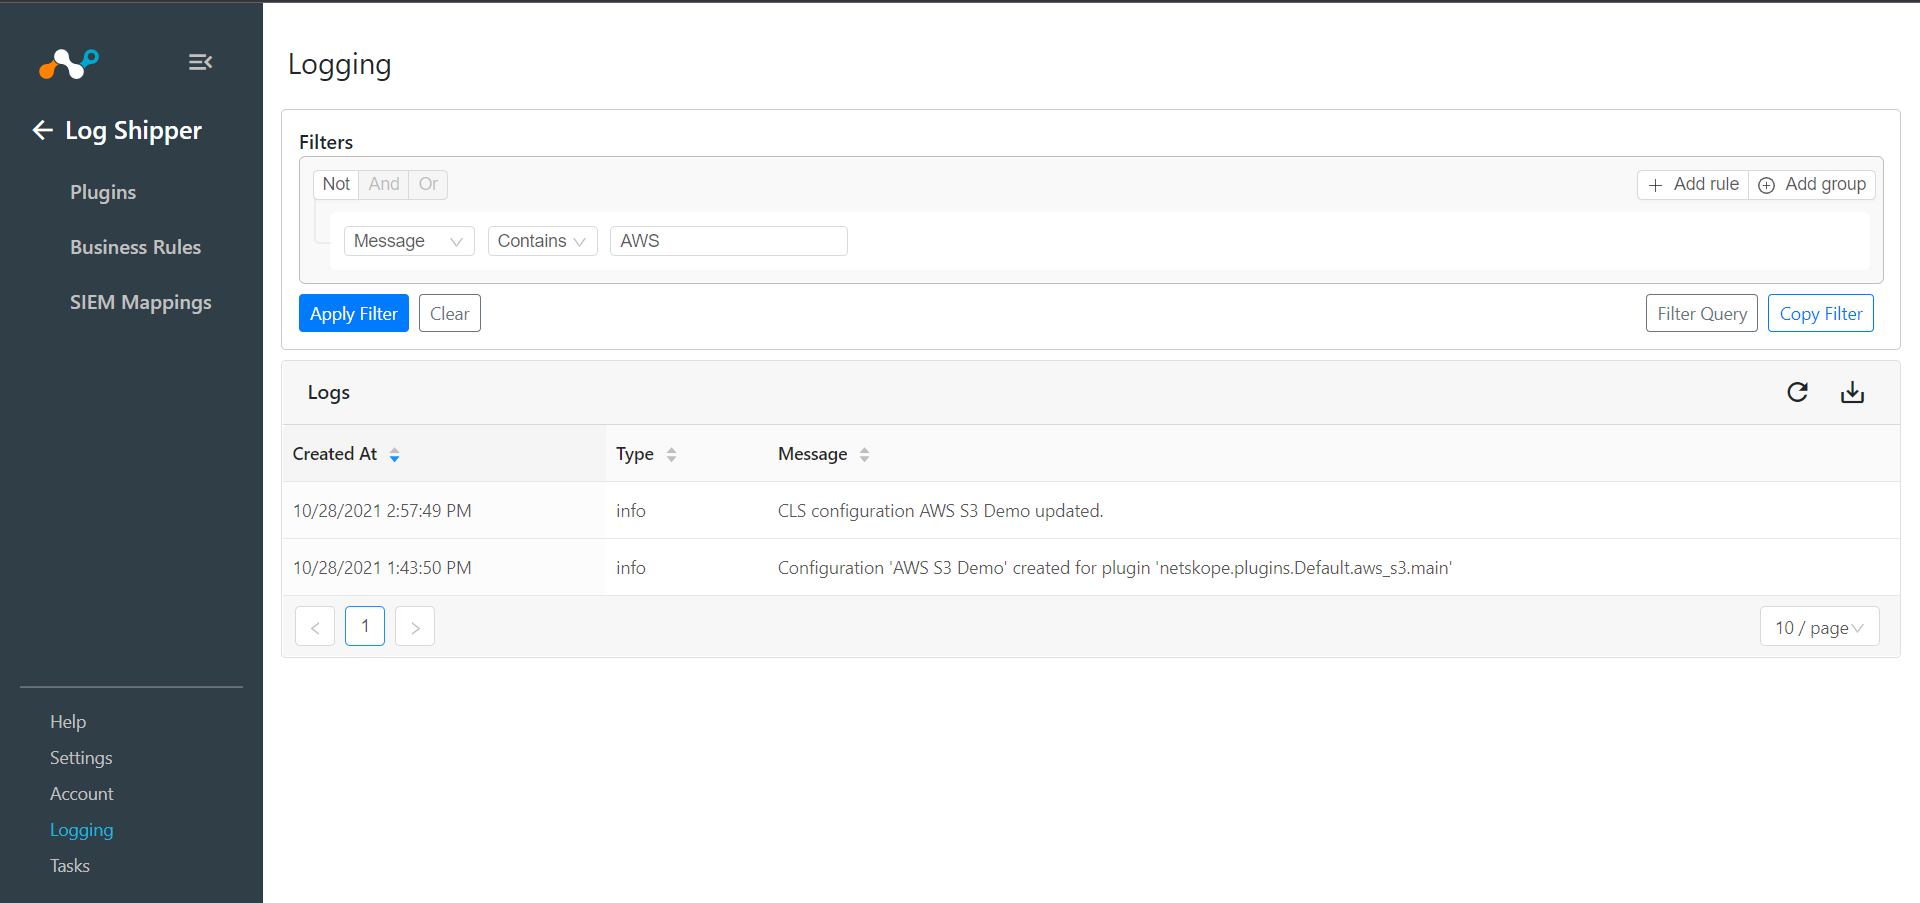 Log Shipper
Plugins
Business Rules
SIEM Mappings
Help
Settings
Account
Logging
Tasks
Logging
Filters
Not And Or Add rule Add group
Message Contains AWS
Apply Filter Clear Filter Query Copy Filter
Logs
Created At Type Message
10/28/2021 2:57:49 PM info CLS configuration AWS S3 Demo updated.
10/28/2021 1:43:50 PM info Configuration 'AWS S3 Demo' created for plugin 'netskope.plugins.Default.aws_s3.main'
< 1 > 10 / page